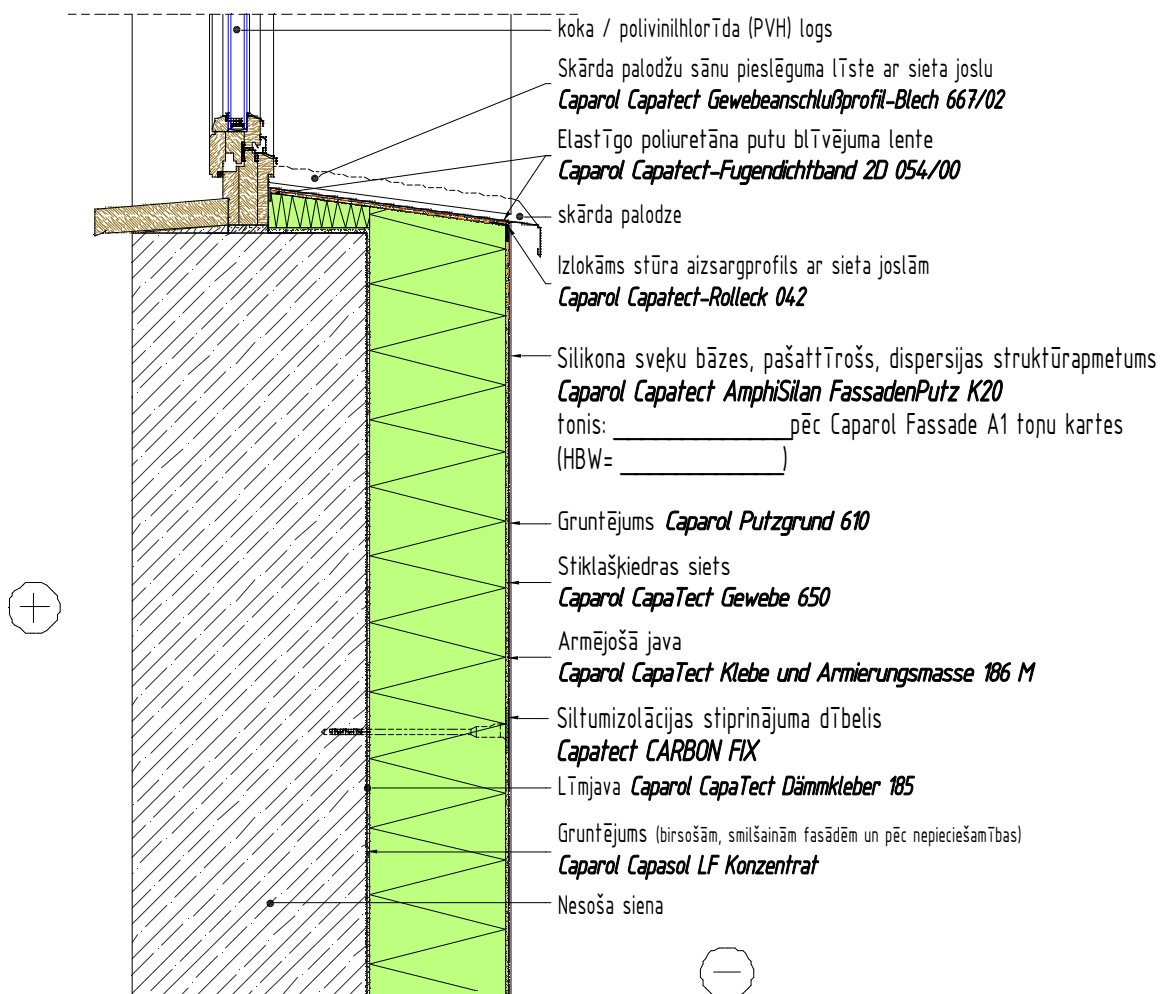 koka / polivinilhlorīda (PVH) logs
Skārda palodžu sānu pieslēguma līste ar sieta joslu
Caparol Capatect Gewebeanschlußprofil-Blech 667/02
Elastīgo poliuretāna putu blīvējuma lente
Caparol Capatect-Fugendichtband 2D 054/00
skārda palodze
Izlokāms stūra aizsargprofils ar sieta joslām
Caparol Capatect-Rolleck 042
Silikona sveķu bāzes, pašattīrošs, dispersijas struktūrapmetums
Caparol Capatect AmphiSilan FassadenPutz K20
tonis: ______________pēc Caparol Fassade A1 toņu kartes
(HBW= _____________)
Gruntējums Caparol Putzgrund 610
Stiklašķiedras siets
Caparol CapaTect Gewebe 650
Armējošā java
Caparol CapaTect Klebe und Armierungsmasse 186 M
Siltumizolācijas stiprinājuma dībelis
Capatect CARBON FIX
Līmjava Caparol CapaTect Dämmkleber 185
Gruntējums (birsošām, smilšainām fasādēm un pēc nepieciešamības)
Caparol Capasol LF Konzentrat
Nesoša siena
+
−